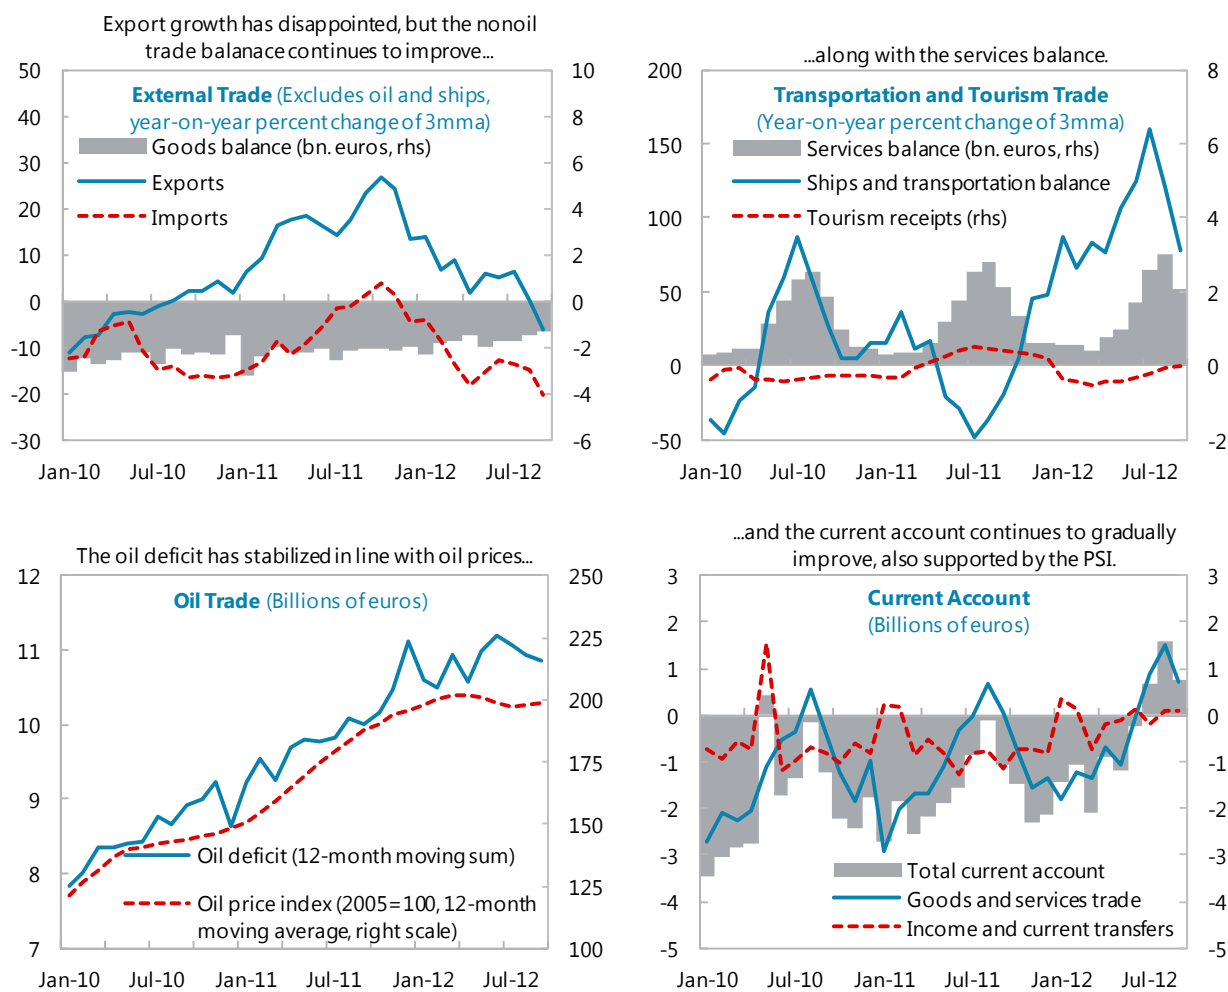 Export growth has disappointed, but the nonoil
trade balanace continues to improve...
50
40
30
20
10
0
-10
-20
-30
10
8
6
4
2
0
-2
-4
-6
External Trade (Excludes oil and ships,
year-on-year percent change of 3mma)
Goods balance (bn. euros, rhs)
Exports
Imports
Jan-10 Jul-10 Jan-11 Jul-11 Jan-12 Jul-12
...along with the services balance.
200
150
100
50
0
-50
8
6
4
2
0
-2
Transportation and Tourism Trade
(Year-on-year percent change of 3mma)
Services balance (bn. euros, rhs)
Ships and transportation balance
Tourism receipts (rhs)
Jan-10 Jul-10 Jan-11 Jul-11 Jan-12 Jul-12
The oil deficit has stabilized in line with oil prices...
12
11
10
9
8
7
250
225
200
175
150
125
100
Oil Trade (Billions of euros)
Oil deficit (12-month moving sum)
Oil price index (2005=100, 12-month
moving average, right scale)
Jan-10 Jul-10 Jan-11 Jul-11 Jan-12 Jul-12
...and the current account continues to gradually
improve, also supported by the PSI.
3
2
1
0
-1
-2
-3
-4
-5
3
2
1
0
-1
-2
-3
-4
-5
Current Account
(Billions of euros)
Total current account
Goods and services trade
Income and current transfers
Jan-10 Jul-10 Jan-11 Jul-11 Jan-12 Jul-12